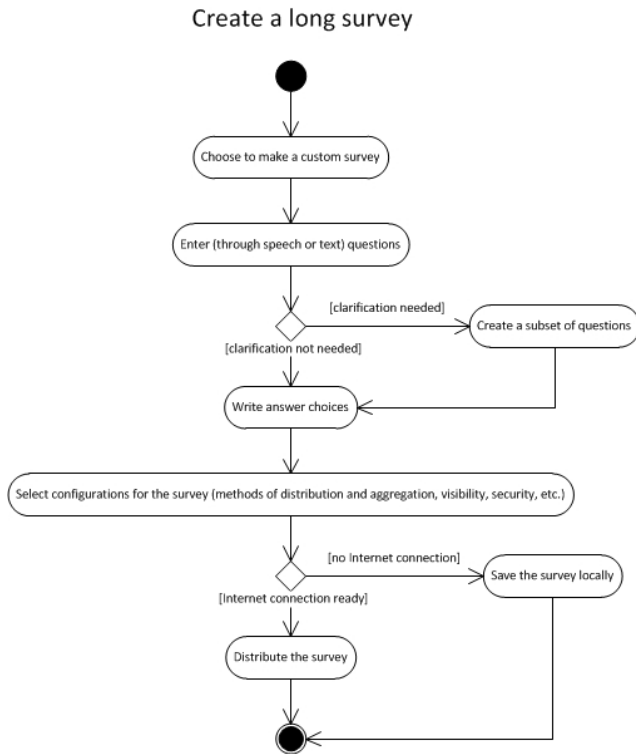 Create a long survey
Choose to make a custom survey
Enter (through speech or text) questions
[clarification needed]
Create a subset of questions
[clarification not needed]
Write answer choices
Select configurations for the survey (methods of distribution and aggregation, visibility, security, etc.)
[no Internet connection]
Save the survey locally
[Internet connection ready]
Distribute the survey